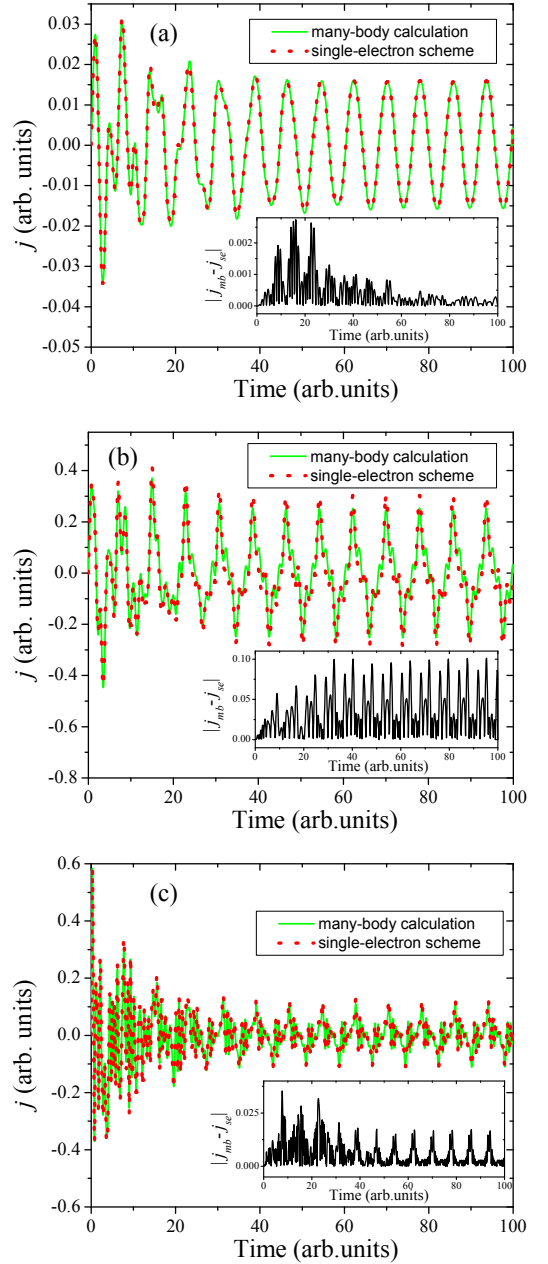 (a)
many-body calculation
single-electron scheme
0.03
0.02
0.01
0.00
-0.01
-0.02
-0.03
-0.04
-0.05
j (arb. units)
|j_mb-j_se|
0.002
0.001
0.000
0 20 40 60 80 100
Time (arb.units)
0 20 40 60 80 100
Time (arb.units)
(b)
many-body calculation
single-electron scheme
0.4
0.2
0.0
-0.2
-0.4
-0.6
-0.8
j (arb. units)
|j_mb-j_se|
0.10
0.05
0.00
0 20 40 60 80 100
Time (arb.units)
0 20 40 60 80 100
Time (arb.units)
(c)
many-body calculation
single-electron scheme
0.6
0.4
0.2
0.0
-0.2
-0.4
-0.6
j (arb. units)
|j_mb-j_se|
0.025
0.000
0 20 40 60 80 100
Time (arb.units)
0 20 40 60 80 100
Time (arb.units)